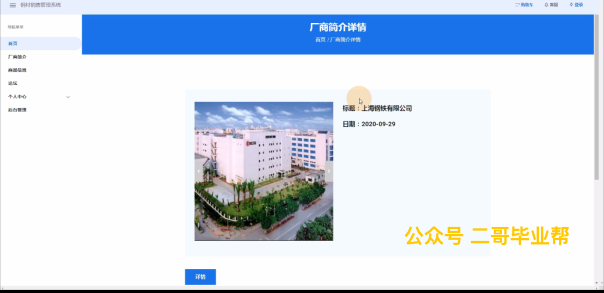 钢材销售管理系统
购物车 客服 登录
导航菜单
首页
厂商简介
商品信息
论坛
个人中心
后台管理
厂商简介详情
首页 / 厂商简介详情
标题：上海钢铁有限公司
日期：2020-09-29
公众号 二哥毕业帮
详情